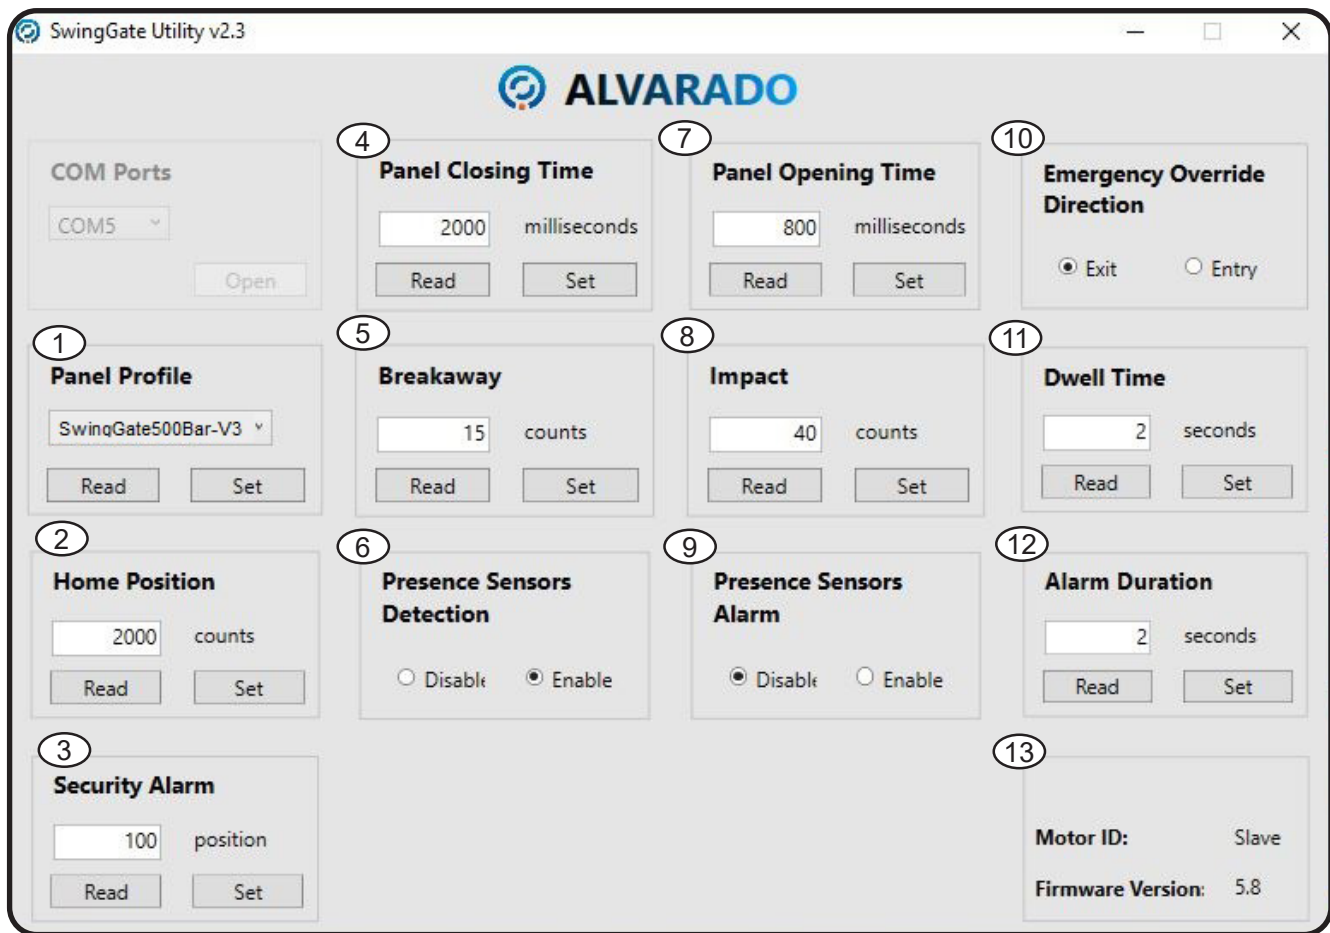 SwingGate Utility v2.3
ALVARADO
COM Ports
COM5
Open
4
Panel Closing Time
2000 milliseconds
Read Set
7
Panel Opening Time
800 milliseconds
Read Set
10
Emergency Override
Direction
Exit Entry
1
Panel Profile
SwingGate500Bar-V3
Read Set
5
Breakaway
15 counts
Read Set
8
Impact
40 counts
Read Set
11
Dwell Time
2 seconds
Read Set
2
Home Position
2000 counts
Read Set
6
Presence Sensors
Detection
Disable Enable
9
Presence Sensors
Alarm
Disable Enable
12
Alarm Duration
2 seconds
Read Set
3
Security Alarm
100 position
Read Set
13
Motor ID: Slave
Firmware Version: 5.8